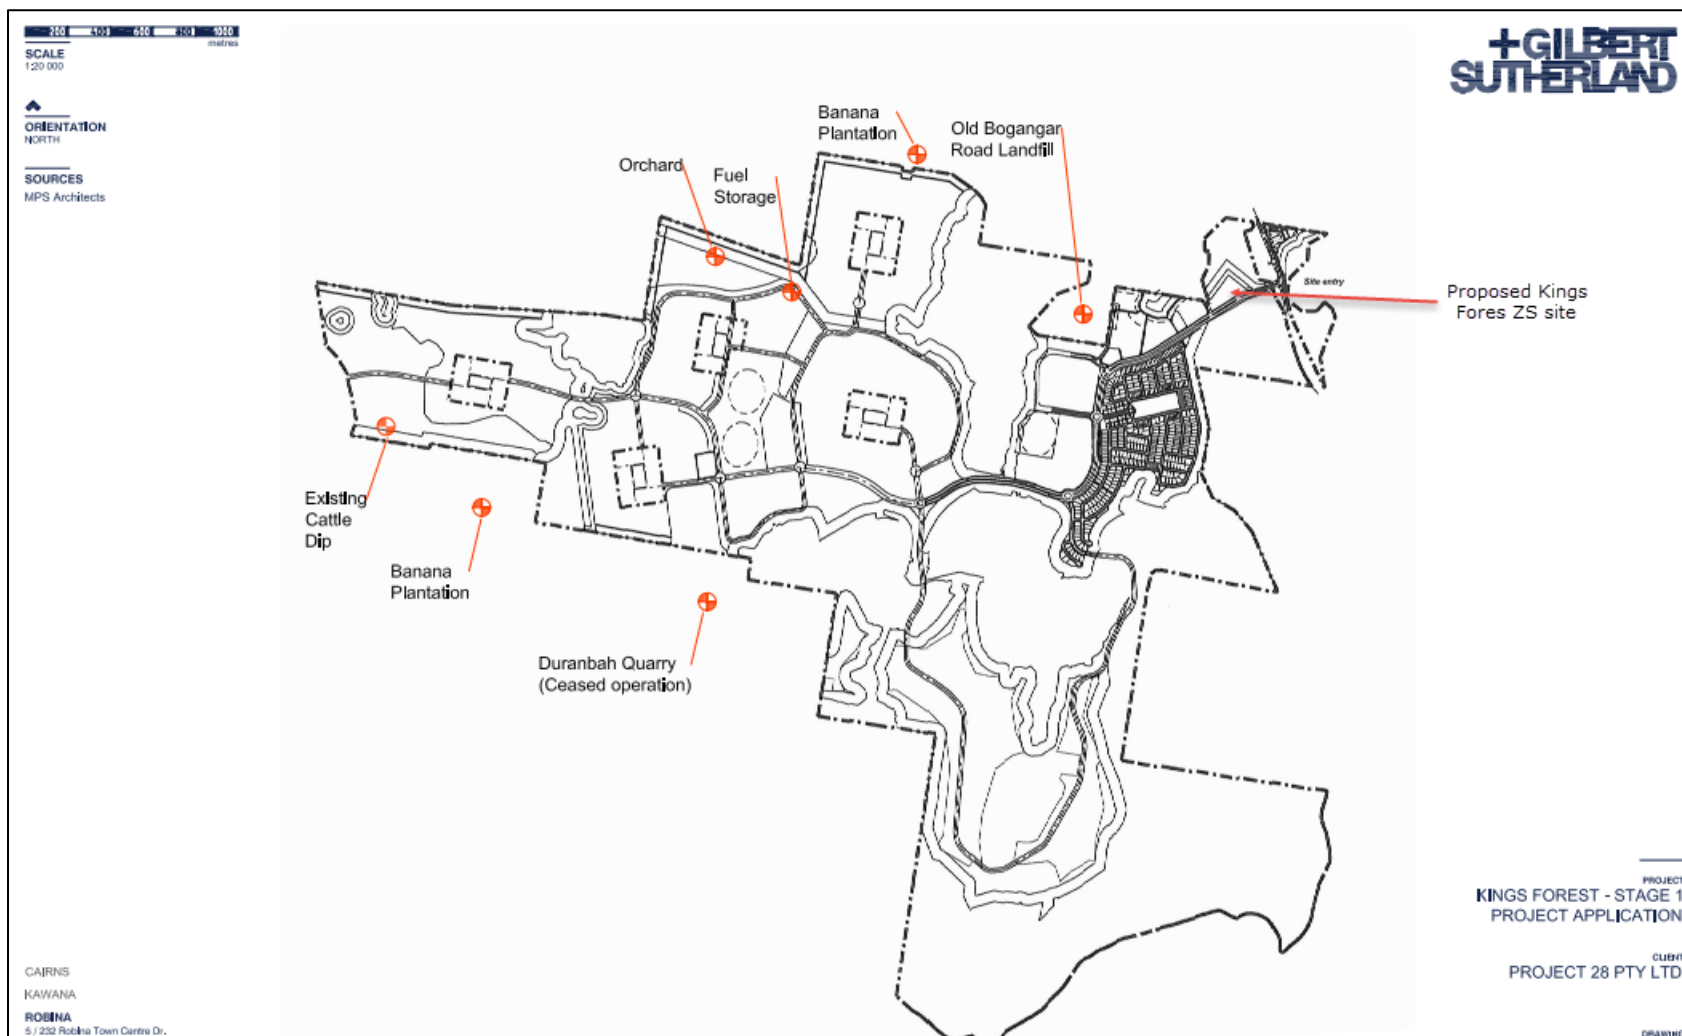 200 400 600 800 1000
metres
SCALE
1:20 000
ORIENTATION
NORTH
SOURCES
MPS Architects
+GILBERT
SUTHERLAND
Banana
Plantation
Old Bogangar
Road Landfill
Orchard
Fuel
Storage
Site entry
Proposed Kings
Fores ZS site
Existing
Cattle
Dip
Banana
Plantation
Duranbah Quarry
(Ceased operation)
PROJECT
KINGS FOREST - STAGE 1
PROJECT APPLICATION
CLIENT
PROJECT 28 PTY LTD
DRAWING
CAIRNS
KAWANA
ROBINA
5 / 232 Robina Town Centre Dr.